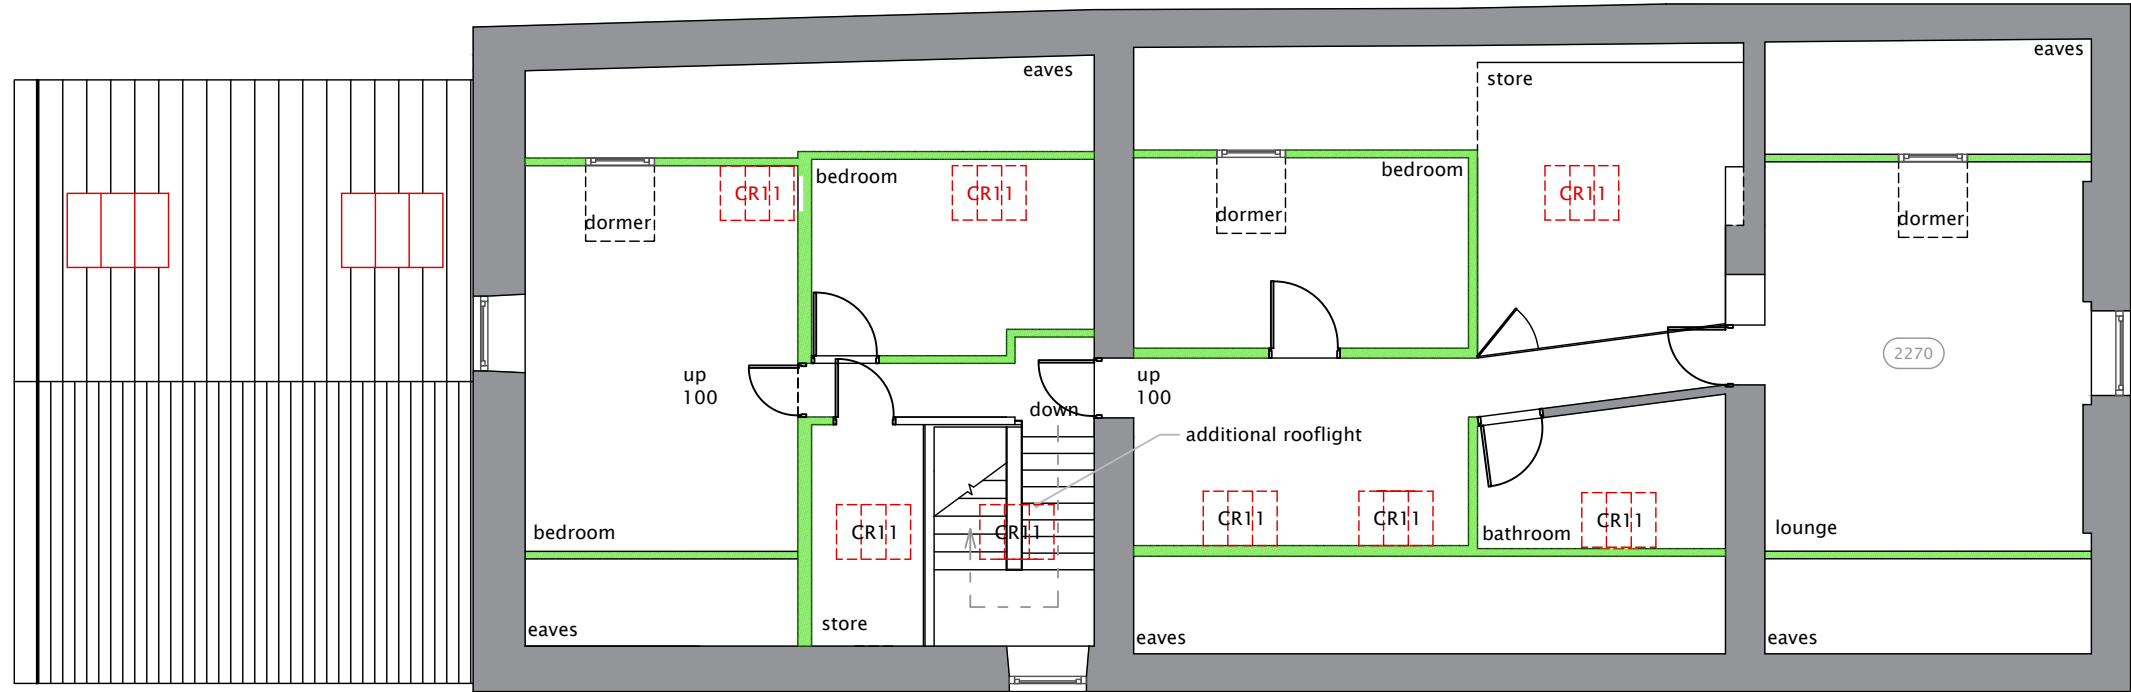 eaves
eaves
store
bedroom
CR11
CR11
bedroom
CR11
dormer
dormer
dormer
up
100
up
100
2270
down
additional rooflight
CR11
CR11
CR11
CR11
CR11
bedroom
bathroom
lounge
eaves
store
eaves
eaves